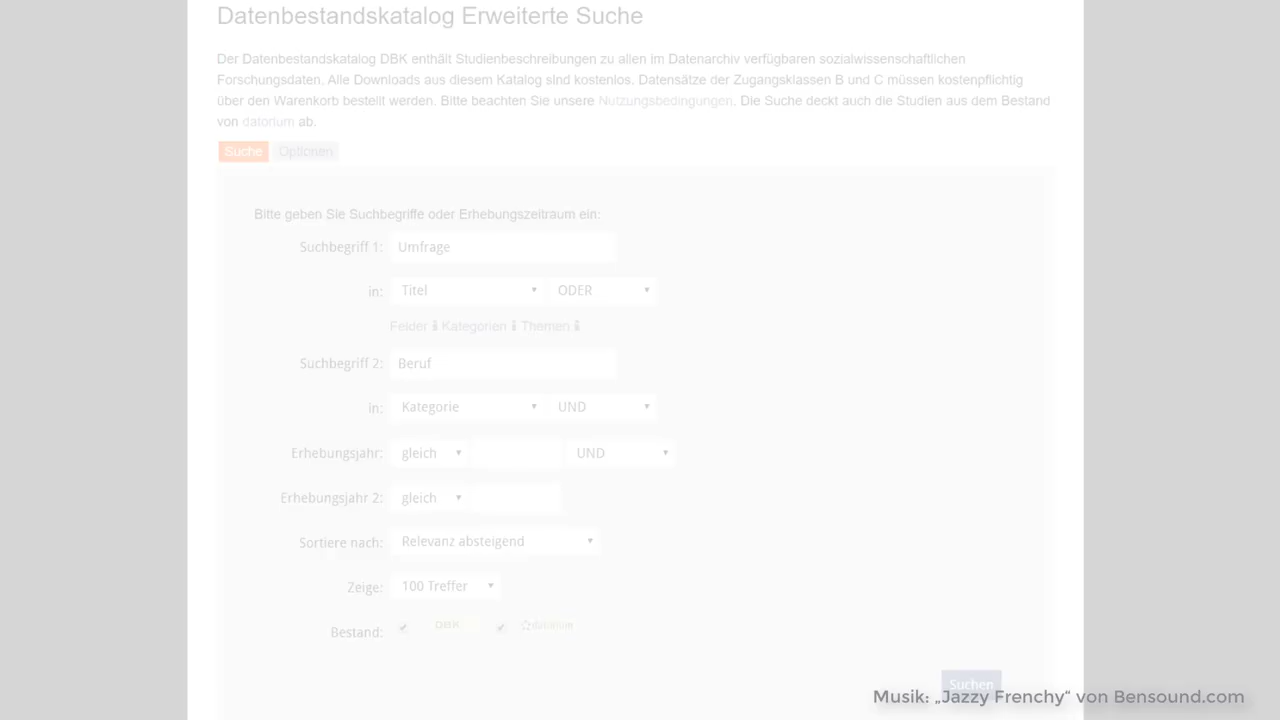 Datenbestandskatalog Erweiterte Suche
Der Datenbestandskatalog DBK enthält Studienbeschreibungen zu allen im Datenarchiv verfügbaren sozialwissenschaftlichen
Forschungsdaten. Alle Downloads aus diesem Katalog sind kostenlos. Datensätze der Zugangsklassen B und C müssen kostenpflichtig
über den Warenkorb bestellt werden. Bitte beachten Sie unsere Nutzungsbedingungen. Die Suche deckt auch die Studien aus dem Bestand
von datorium ab.
Suche Optionen
Bitte geben Sie Suchbegriffe oder Erhebungszeitraum ein:
Suchbegriff 1: Umfrage
in: Titel ODER
Felder Kategorien Themen
Suchbegriff 2: Beruf
in: Kategorie UND
Erhebungsjahr: gleich UND
Erhebungsjahr 2: gleich
Sortiere nach: Relevanz absteigend
Zeige: 100 Treffer
Bestand: datorium
Suchen
Musik: „Jazzy Frenchy“ von Bensound.com